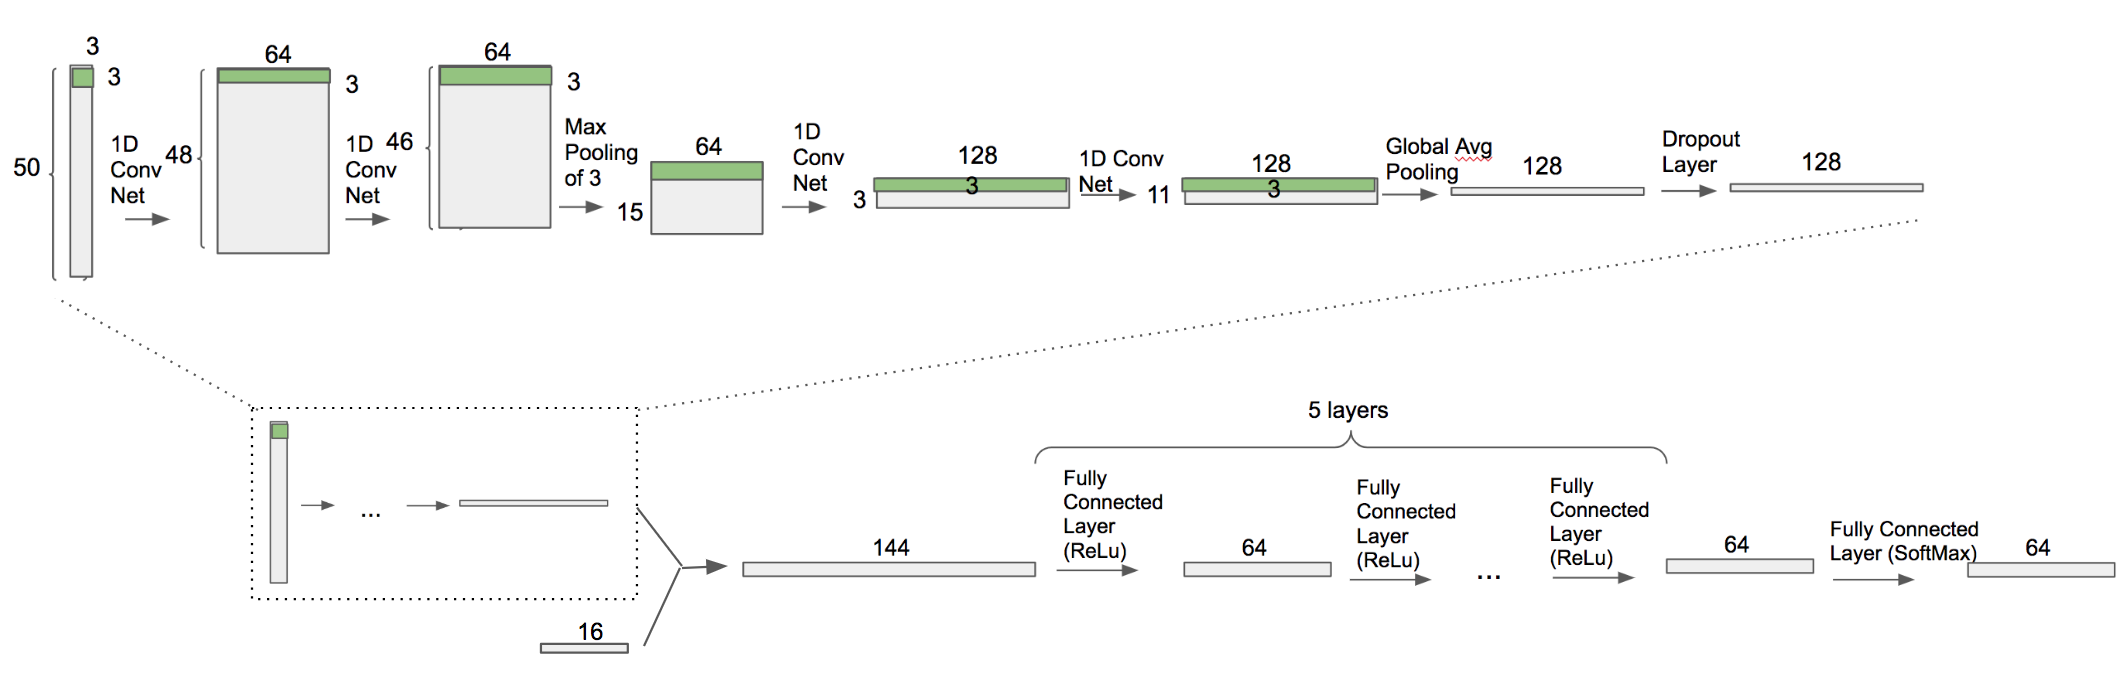 3
3
50
1D
Conv
Net
64
3
48
1D
Conv
Net
64
3
46
Max
Pooling
of 3
64
15
1D
Conv
Net
128
3
3
1D Conv
Net
128
3
11
Global Avg
Pooling
128
Dropout
Layer
128
...
16
144
5 layers
Fully
Connected
Layer
(ReLu)
64
Fully
Connected
Layer
(ReLu)
...
Fully
Connected
Layer
(ReLu)
64
Fully Connected
Layer (SoftMax)
64